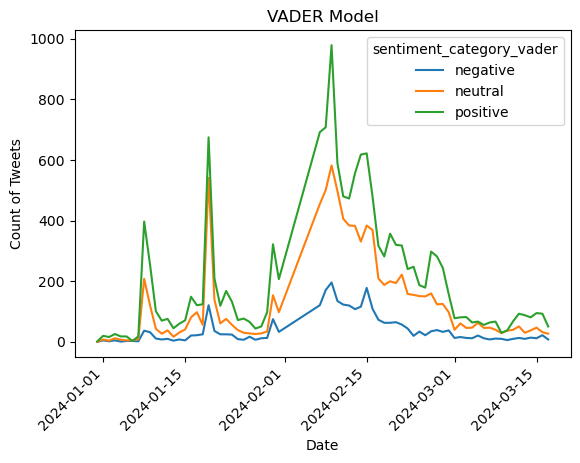 VADER Model
sentiment_category_vader
negative
neutral
positive
Count of Tweets
1000
800
600
400
200
0
2024-01-01
2024-01-15
2024-02-01
2024-02-15
2024-03-01
2024-03-15
Date